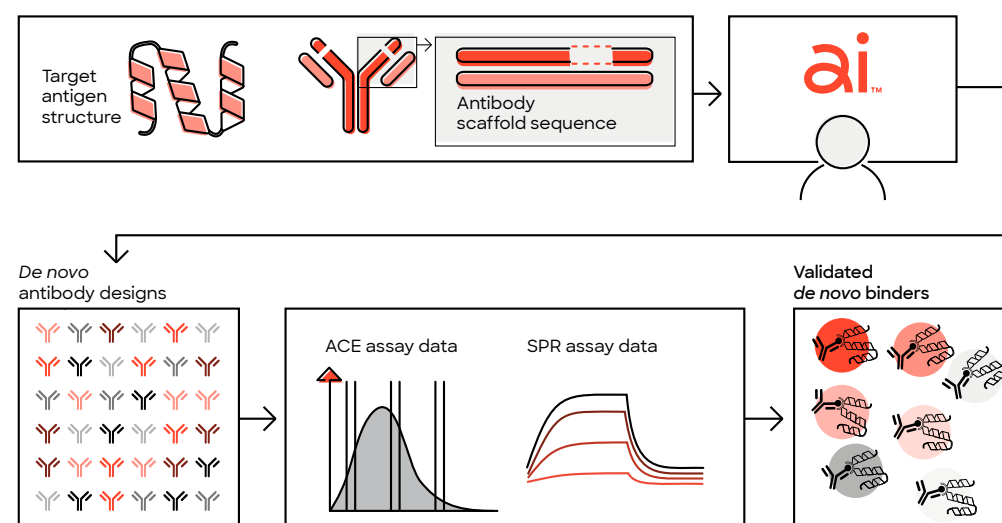 Target
antigen
structure
Antibody
scaffold sequence
ai™
De novo
antibody designs
ACE assay data
SPR assay data
Validated
de novo binders